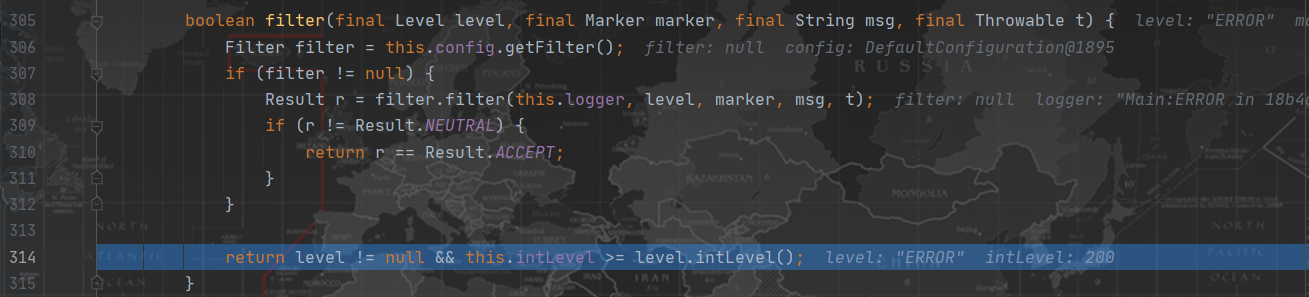 305 boolean filter(final Level level, final Marker marker, final String msg, final Throwable t) { level: "ERROR"
306 Filter filter = this.config.getFilter(); filter: null config: DefaultConfiguration@1895
RUSSIA
307 if (filter != null) {
308 Result r = filter.filter(this.logger, level, marker, msg, t); filter: null logger: "Main:ERROR in
309 if (r != Result.NEUTRAL) {
310 return r == Result.ACCEPT;
311 }
KAZAKHSTAN
MONGOLIA
312 }
313
NORTH
NORTH
314 return level != null && this.intLevel >= level.intLevel(); level: "ERROR" intLevel: 200
PACIFIC
OCEAN
IRAN
OCEAN
315 }